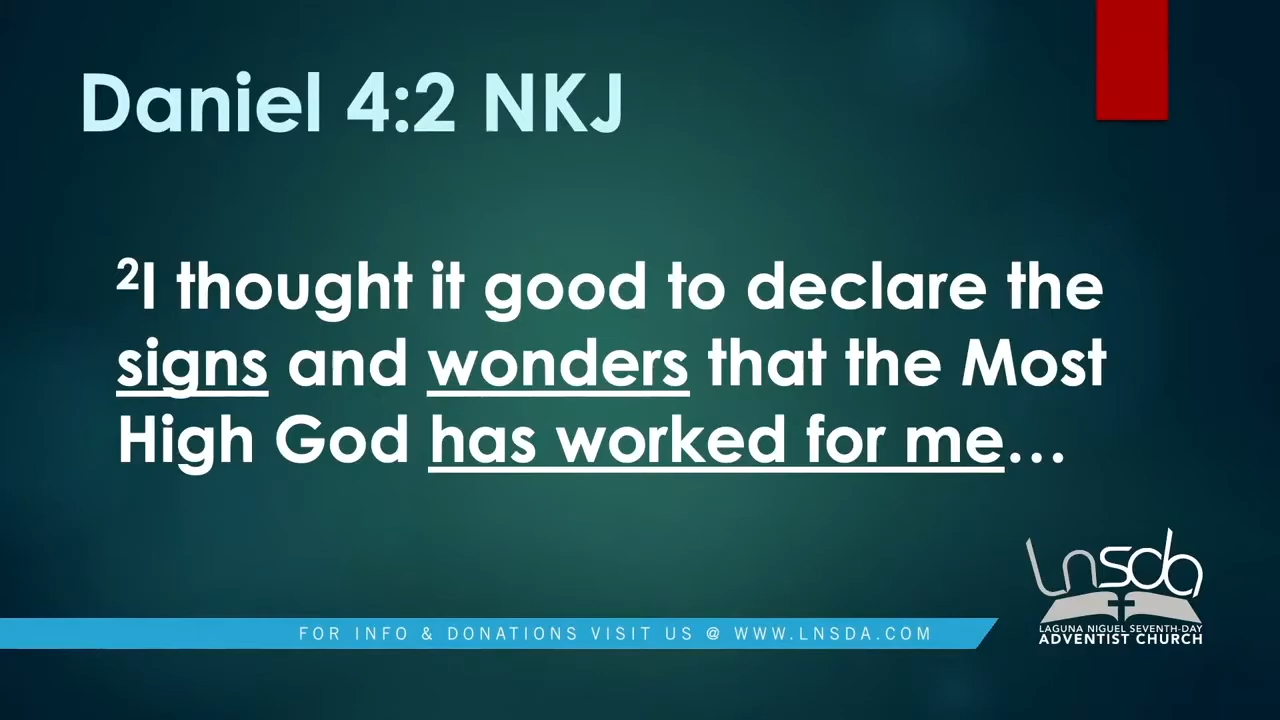 Daniel 4:2 NKJ
²I thought it good to declare the
signs and wonders that the Most
High God has worked for me…
LNSDA
LAGUNA NIGUEL SEVENTH-DAY
ADVENTIST CHURCH
FOR INFO & DONATIONS VISIT US @ WWW.LNSDA.COM